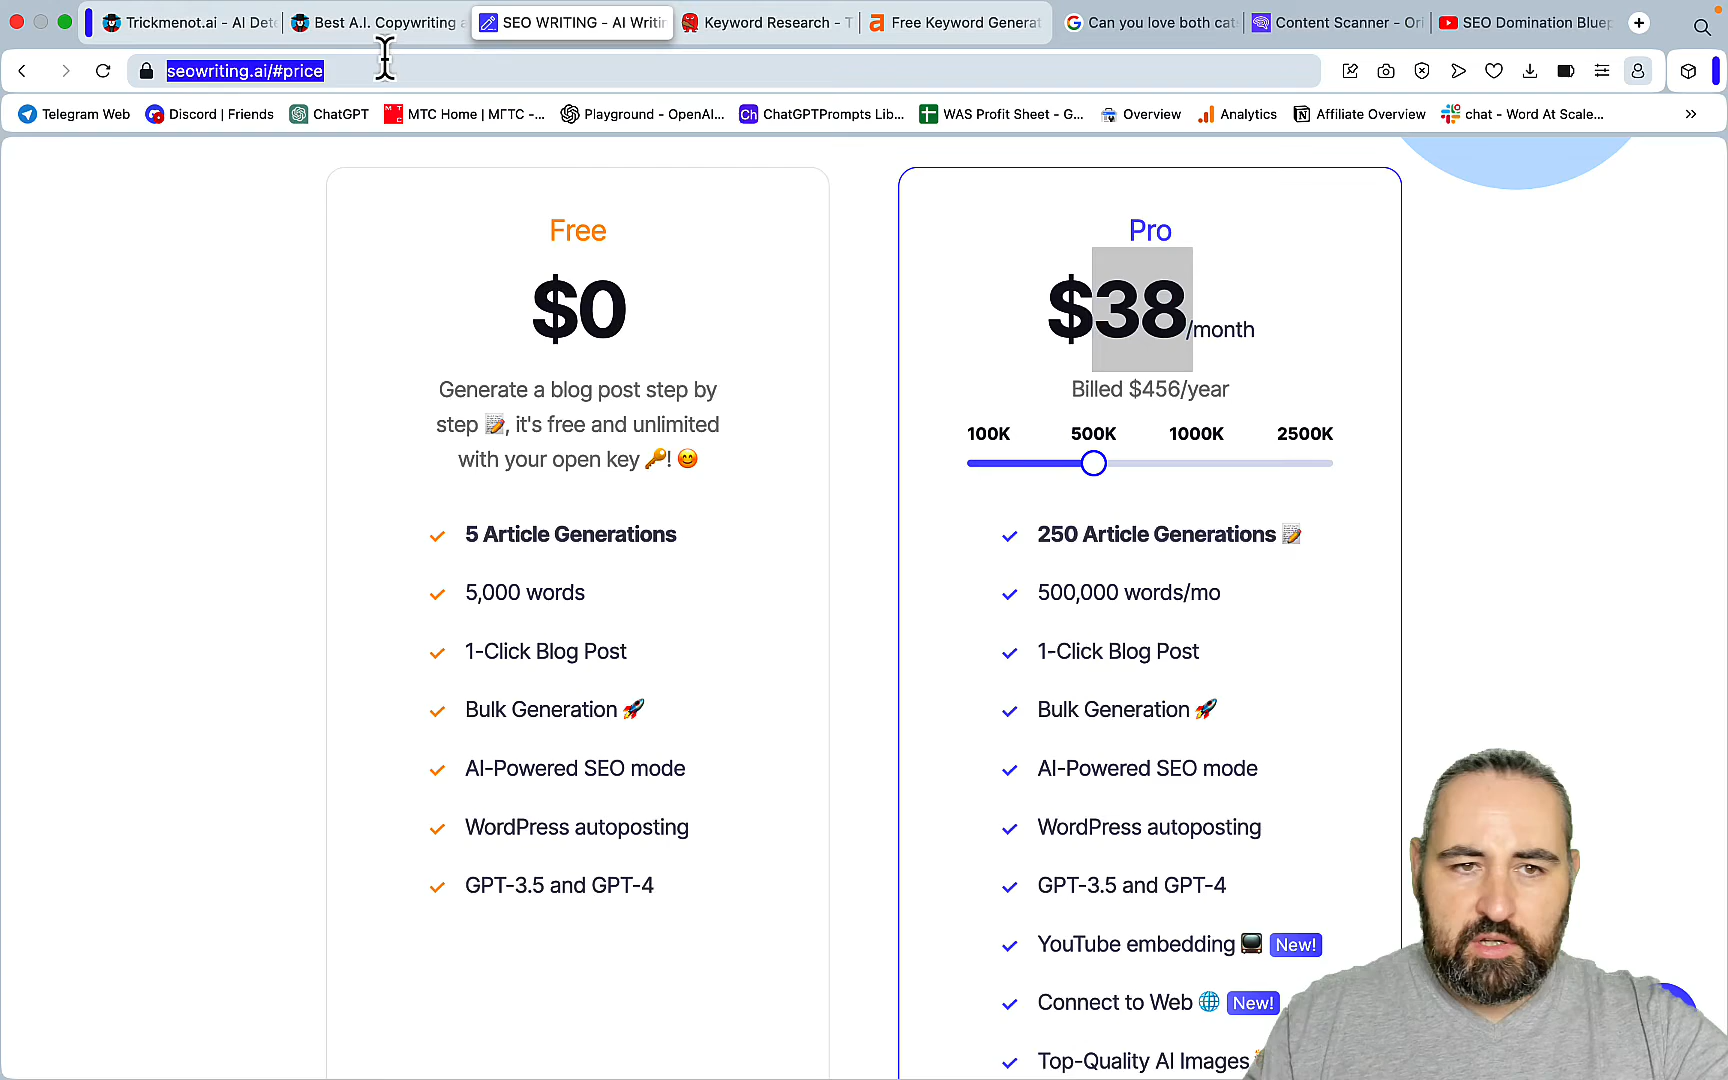 Trickmenot.ai - AI Dete
Best A.I. Copywriting a
SEO WRITING - AI Writin
Keyword Research - T
Free Keyword Generat
Can you love both cats
Content Scanner - Ori
SEO Domination Bluep
seowriting.ai/#price
Telegram Web
Discord | Friends
ChatGPT
МТС Home | МГТС -...
Playground - OpenAI...
Ch ChatGPTPrompts Lib...
WAS Profit Sheet - G...
Overview
Analytics
Affiliate Overview
chat - Word At Scale...
Free
$0
Generate a blog post step by
step 📝, it's free and unlimited
with your open key 🔑! 😊
5 Article Generations
5,000 words
1-Click Blog Post
Bulk Generation 🚀
AI-Powered SEO mode
WordPress autoposting
GPT-3.5 and GPT-4
Pro
$38/month
Billed $456/year
100K 500K 1000K 2500K
250 Article Generations 📝
500,000 words/mo
1-Click Blog Post
Bulk Generation 🚀
AI-Powered SEO mode
WordPress autoposting
GPT-3.5 and GPT-4
YouTube embedding 📺 New!
Connect to Web 🌐 New!
Top-Quality AI Images